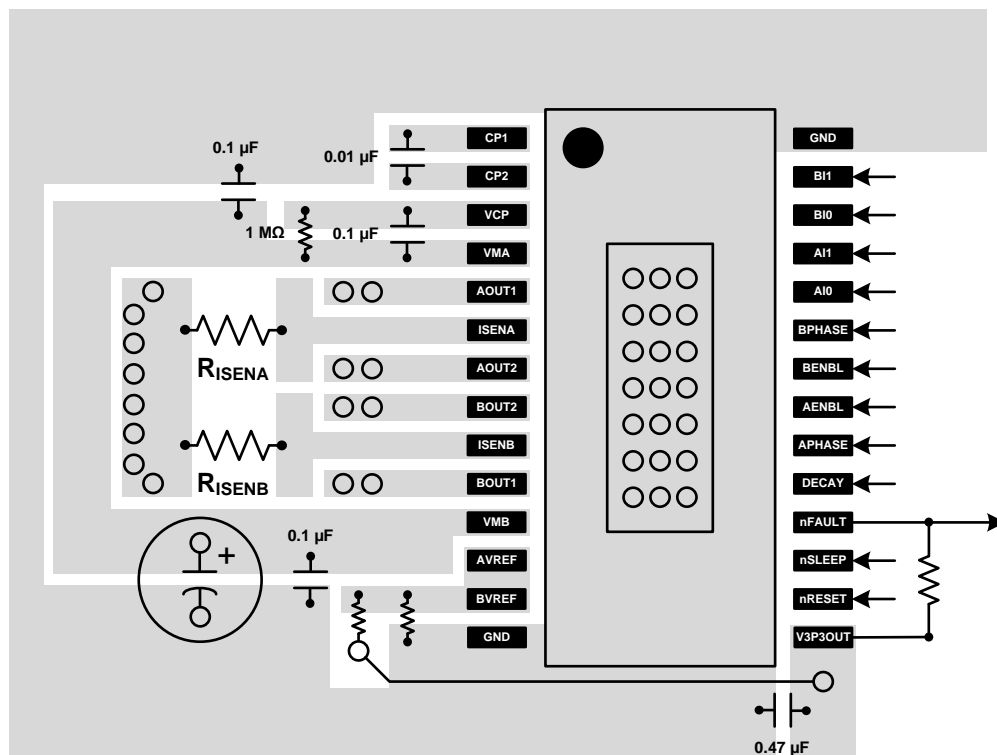 CP1
CP2
VCP
VMA
AOUT1
ISENA
AOUT2
BOUT2
ISENB
BOUT1
VMB
AVREF
BVREF
GND
GND
BI1
BI0
AI1
AI0
BPHASE
BENBL
AENBL
APHASE
DECAY
nFAULT
nSLEEP
nRESET
V3P3OUT
0.1 µF
0.01 µF
1 MΩ
0.1 µF
RISENA
RISENB
0.1 µF
+
0.47 µF